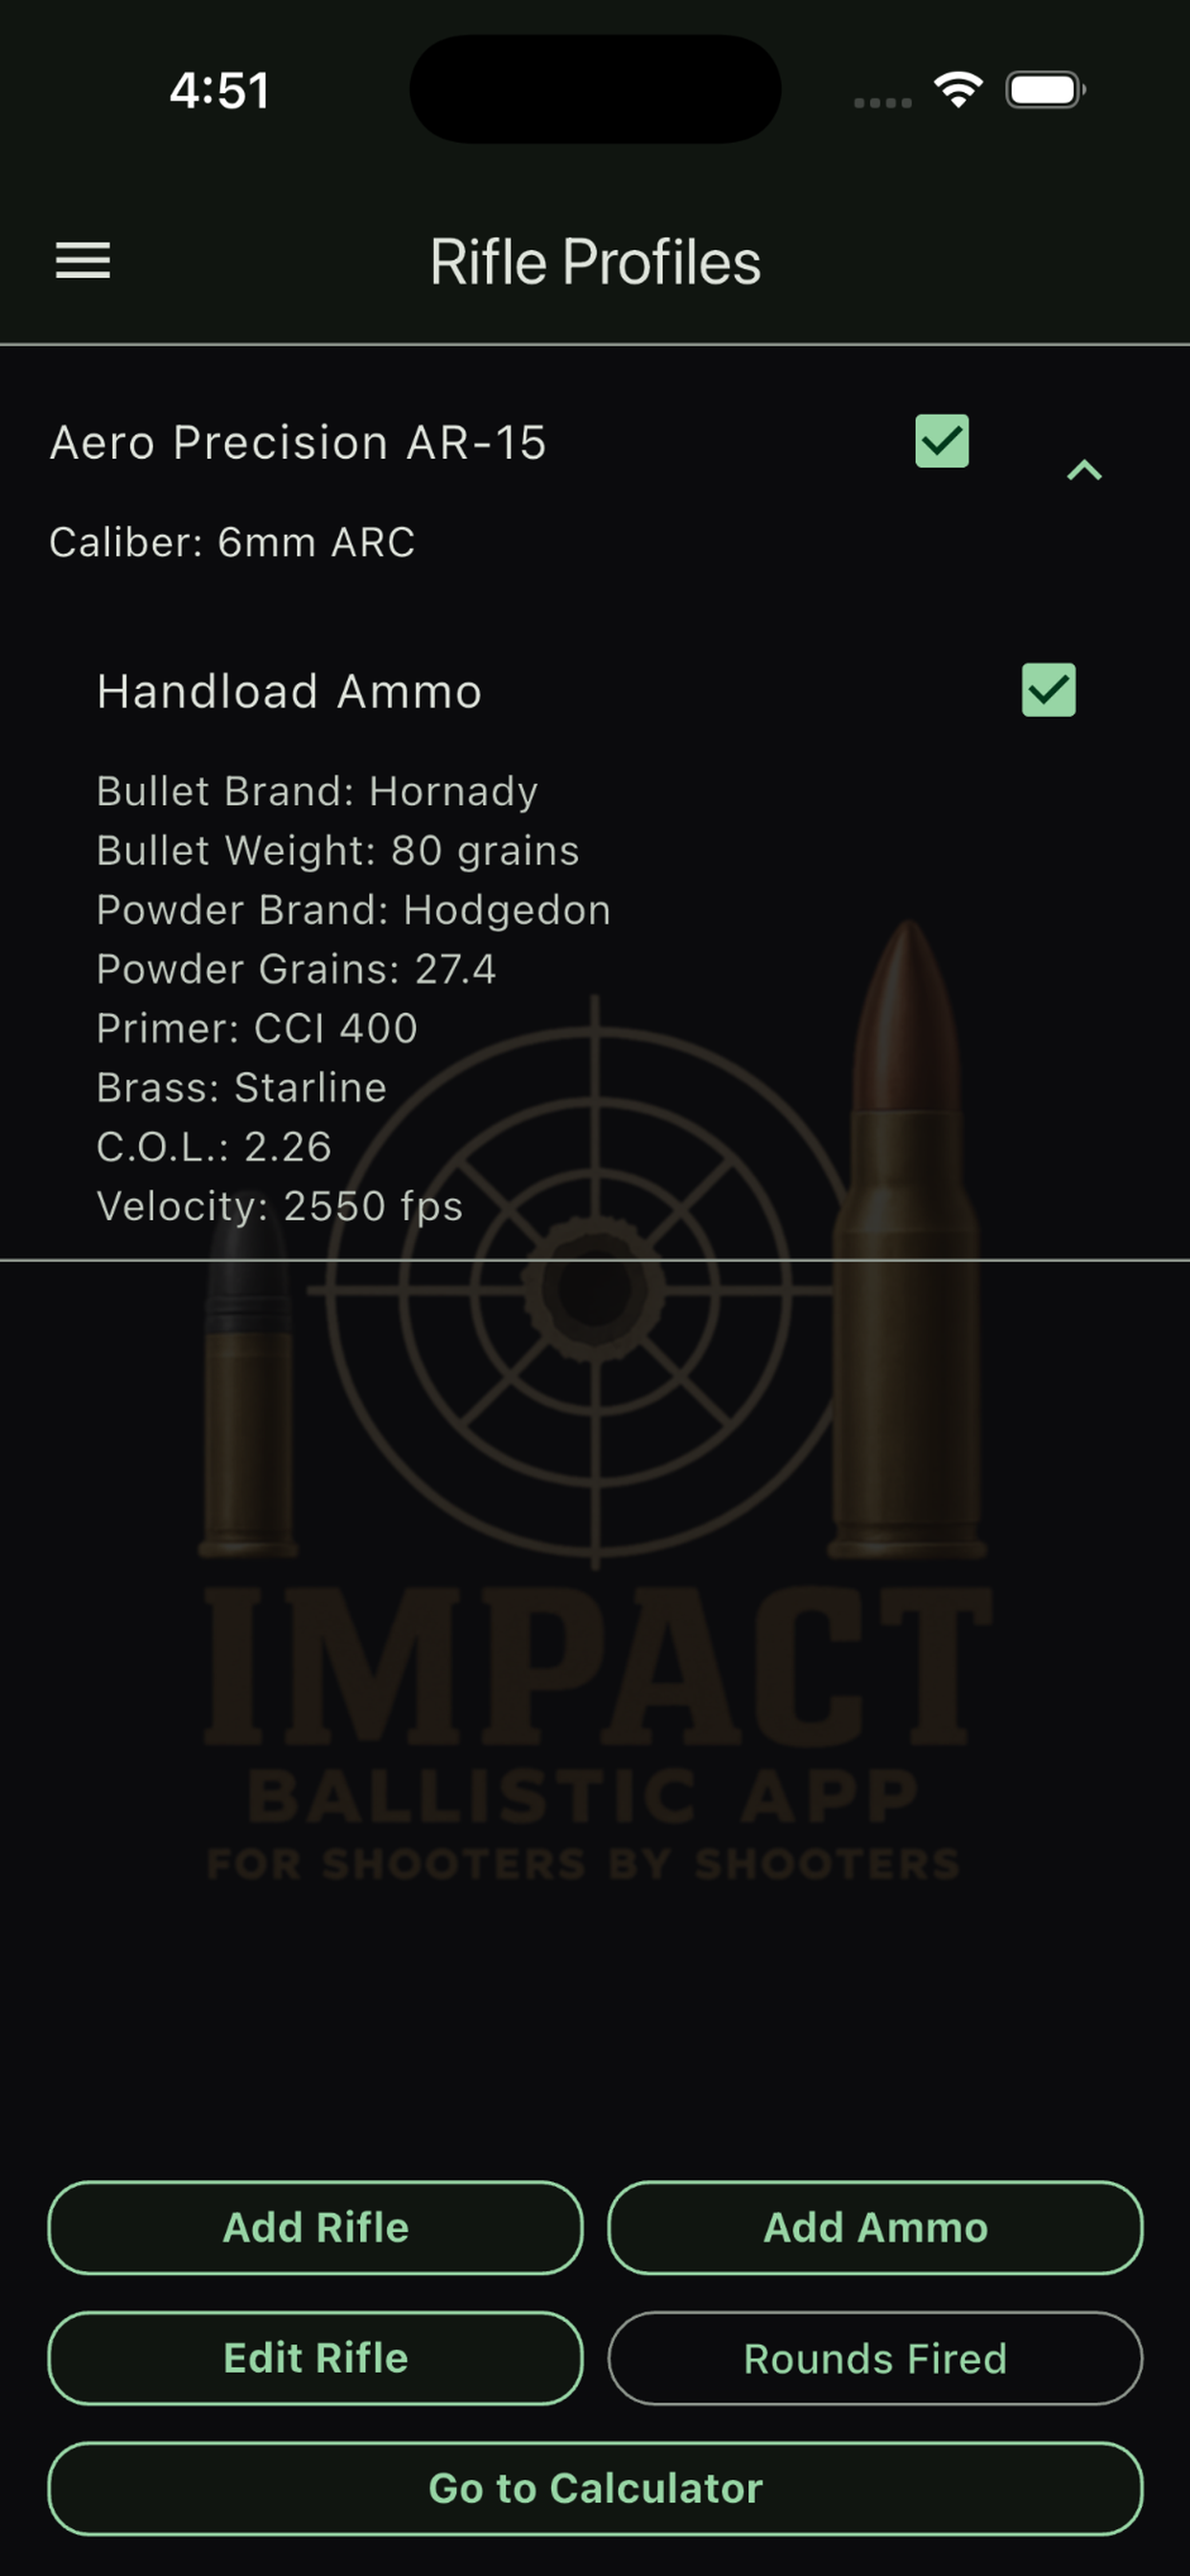 4:51
Rifle Profiles
Aero Precision AR-15
Caliber: 6mm ARC
Handload Ammo
Bullet Brand: Hornady
Bullet Weight: 80 grains
Powder Brand: Hodgedon
Powder Grains: 27.4
Primer: CCI 400
Brass: Starline
C.O.L.: 2.26
Velocity: 2550 fps
IMPACT
BALLISTIC APP
FOR SHOOTERS BY SHOOTERS
Add Rifle
Add Ammo
Edit Rifle
Rounds Fired
Go to Calculator